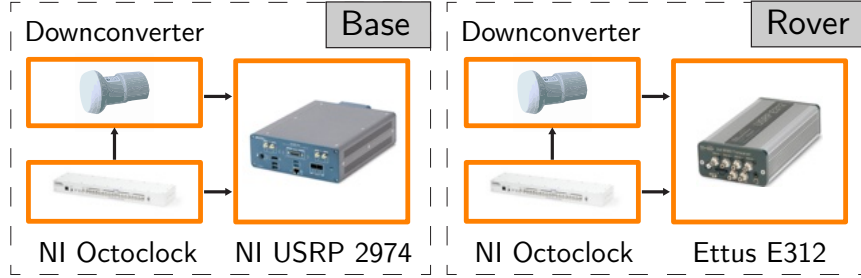 Base
Downconverter
NI Octoclock
NI USRP 2974
Rover
Downconverter
NI Octoclock
Ettus E312